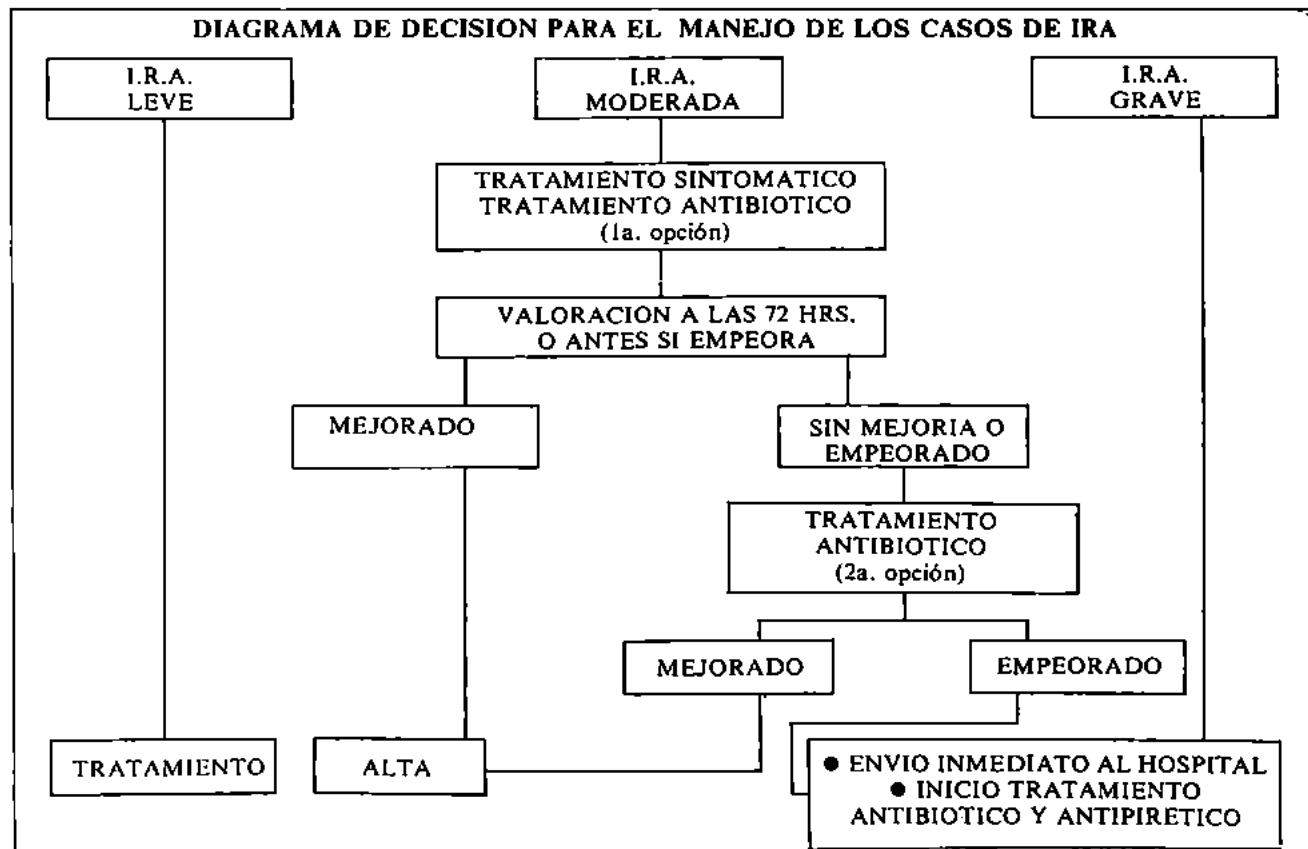 DIAGRAMA DE DECISION PARA EL MANEJO DE LOS CASOS DE IRA
I.R.A.
LEVE
I.R.A.
MODERADA
I.R.A.
GRAVE
TRATAMIENTO SINTOMATICO
TRATAMIENTO ANTIBIOTICO
(1a. opción)
VALORACION A LAS 72 HRS.
O ANTES SI EMPEORA
MEJORADO
SIN MEJORIA O
EMPEORADO
TRATAMIENTO
ANTIBIOTICO
(2a. opción)
MEJORADO
EMPEORADO
TRATAMIENTO
ALTA
● ENVIO INMEDIATO AL HOSPITAL
● INICIO TRATAMIENTO
ANTIBIOTICO Y ANTIPIRETICO